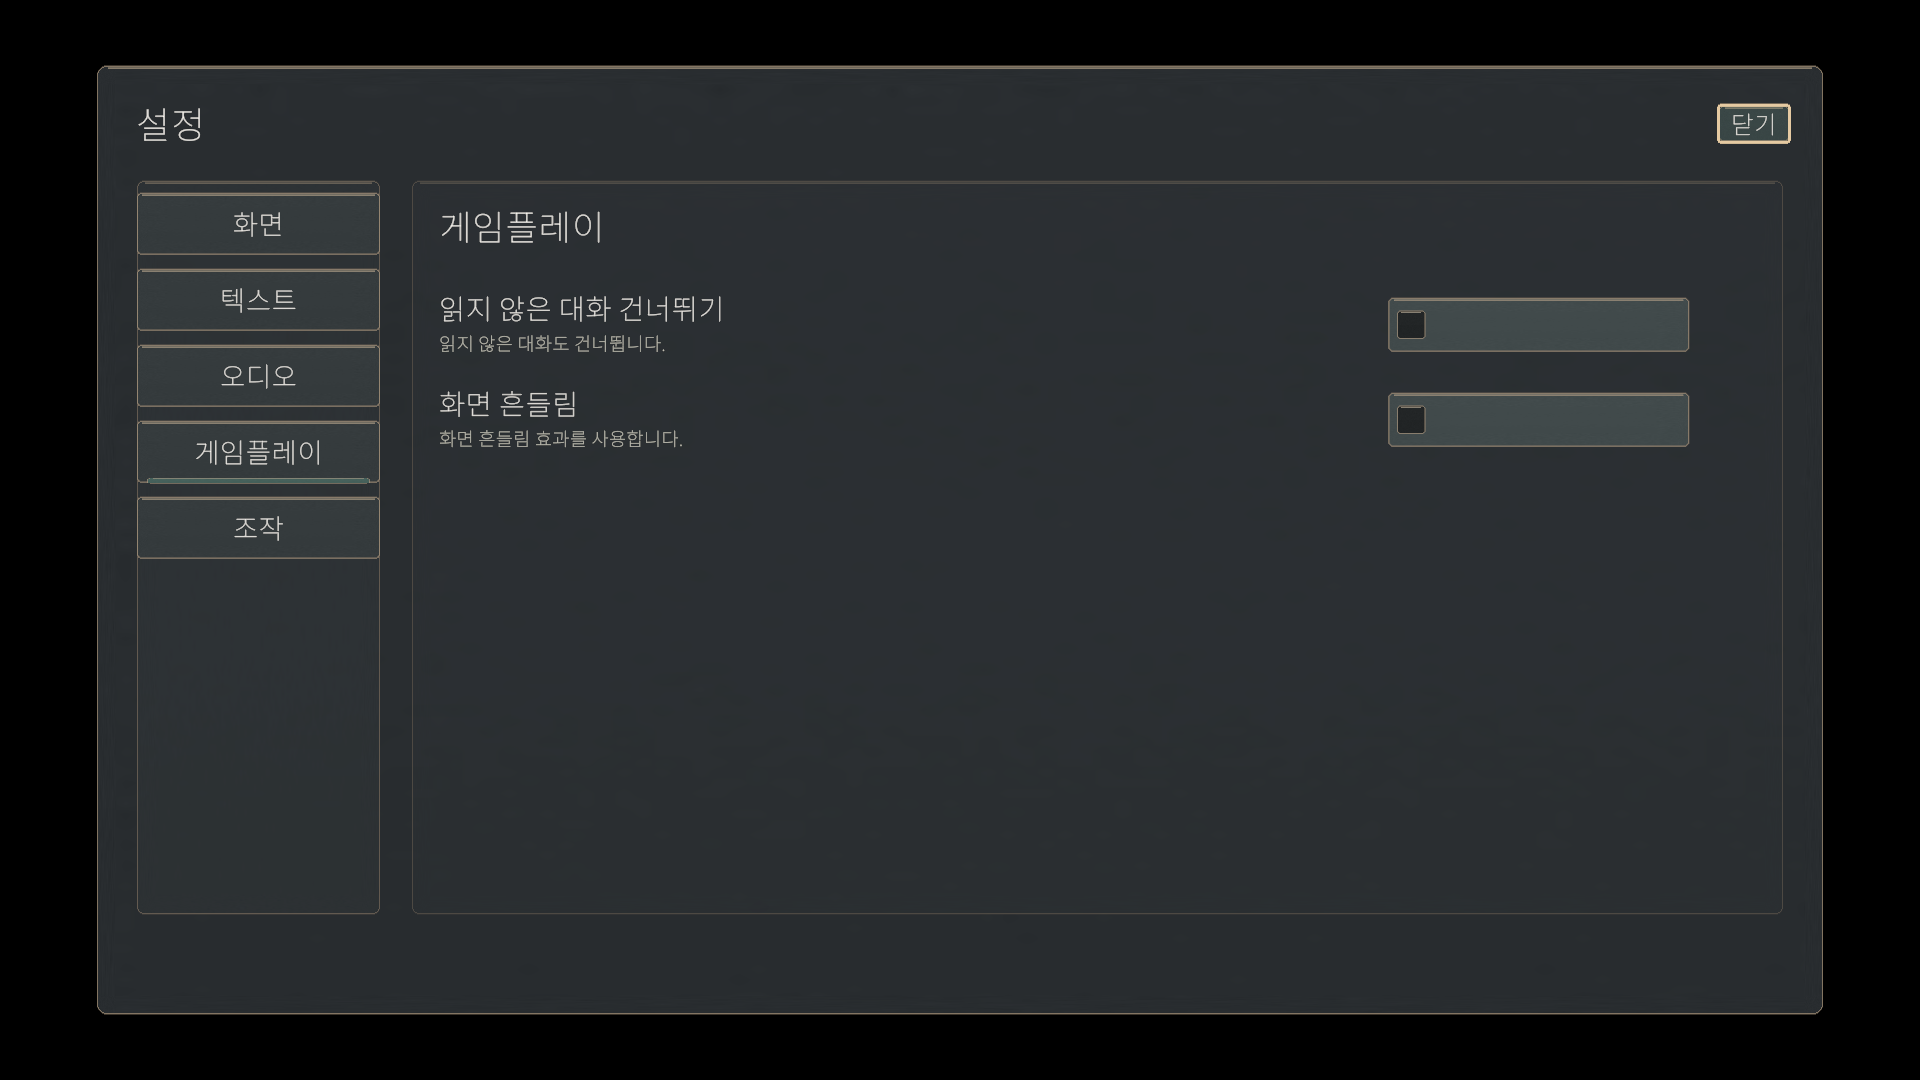 설정
닫기
화면
텍스트
오디오
게임플레이
조작
게임플레이
읽지 않은 대화 건너뛰기
읽지 않은 대화도 건너뜁니다.
화면 흔들림
화면 흔들림 효과를 사용합니다.